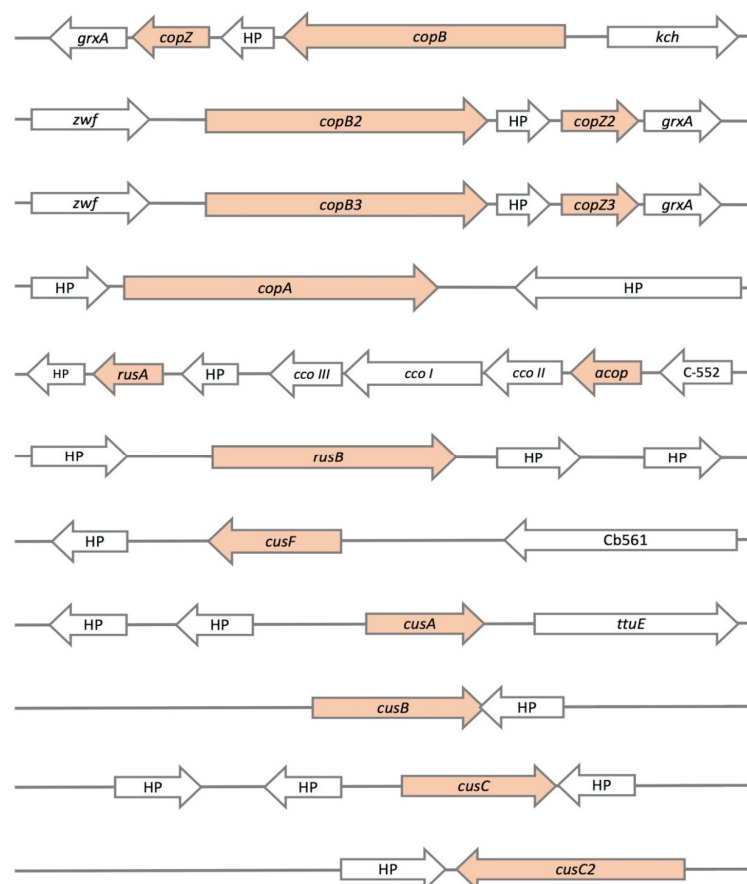 grxA copZ HP copB kch
zwf copB2 HP copZ2 grxA
zwf copB3 HP copZ3 grxA
HP copA HP
HP rusA HP cco III cco I cco II acop C-552
HP rusB HP HP
HP cusF Cb561
HP HP cusA ttuE
cusB HP
HP HP cusC HP
HP cusC2